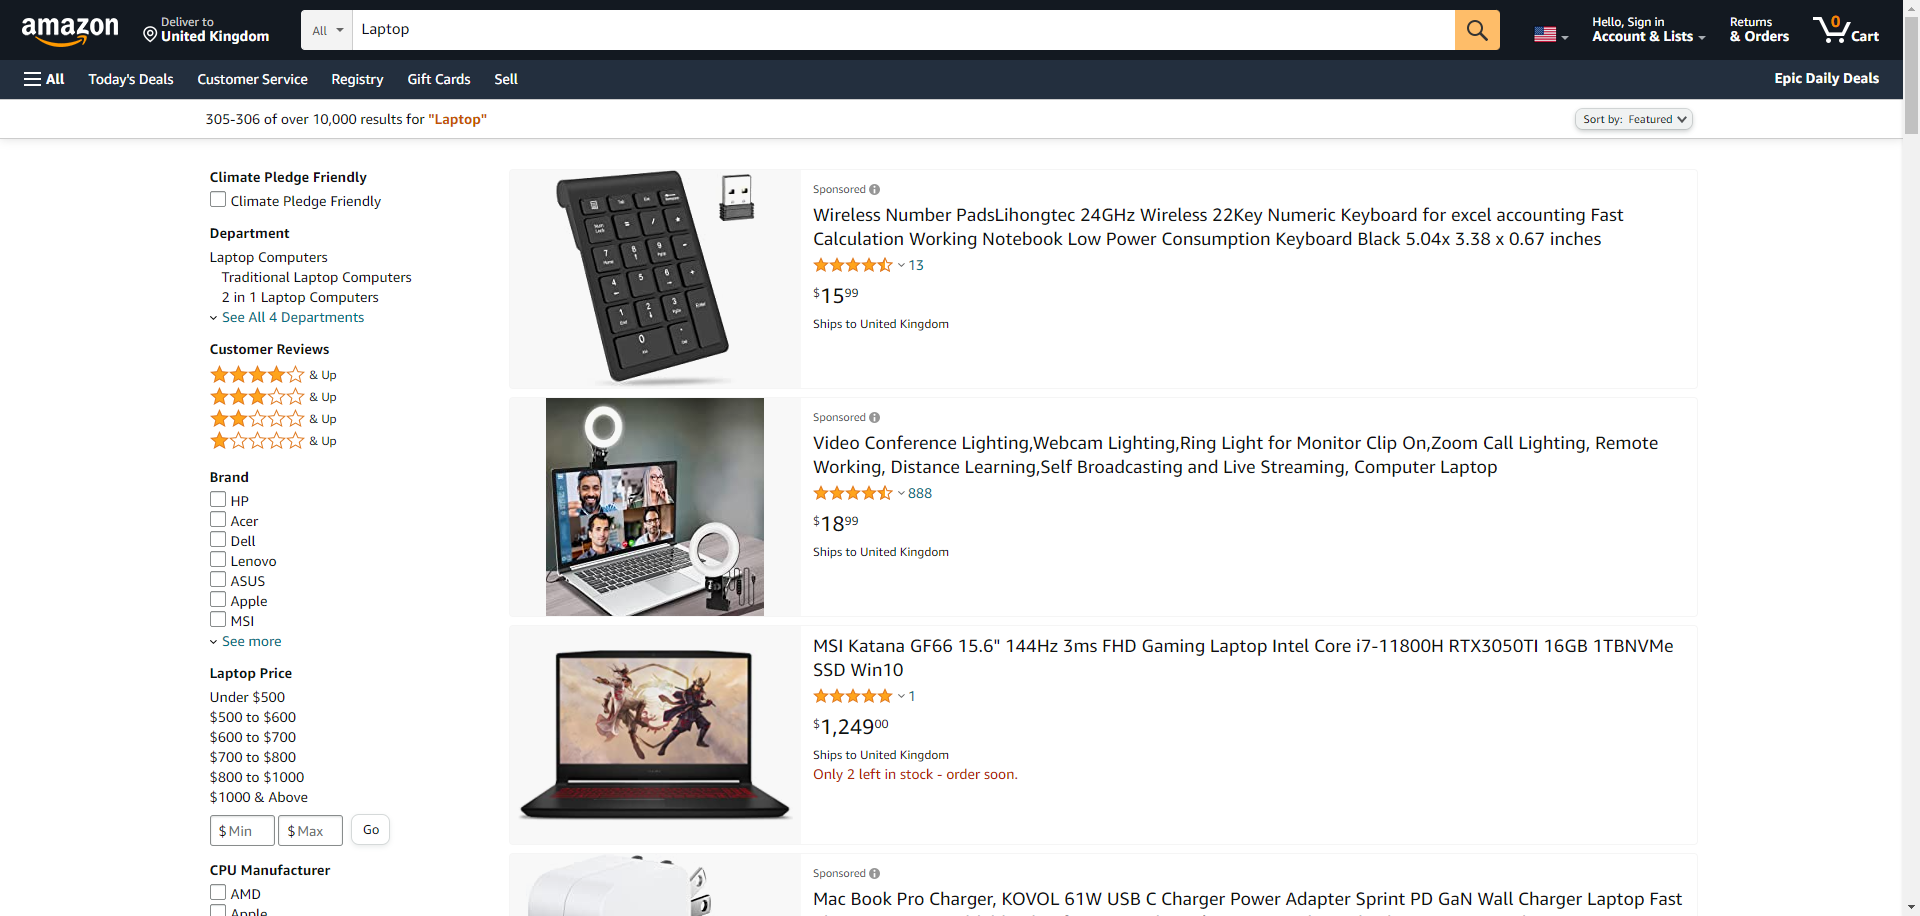 amazon
Deliver to
United Kingdom
All
Laptop
Hello, Sign in
Account & Lists
Returns
& Orders
0
Cart
All
Today's Deals
Customer Service
Registry
Gift Cards
Sell
Epic Daily Deals
305-306 of over 10,000 results for "Laptop"
Sort by: Featured
Climate Pledge Friendly
Climate Pledge Friendly
Department
Laptop Computers
Traditional Laptop Computers
2 in 1 Laptop Computers
See All 4 Departments
Customer Reviews
& Up
& Up
& Up
& Up
Brand
HP
Acer
Dell
Lenovo
ASUS
Apple
MSI
See more
Laptop Price
Under $500
$500 to $600
$600 to $700
$700 to $800
$800 to $1000
$1000 & Above
$ Min
$ Max
Go
CPU Manufacturer
AMD
Apple
Sponsored
Wireless Number PadsLihongtec 24GHz Wireless 22Key Numeric Keyboard for excel accounting Fast
Calculation Working Notebook Low Power Consumption Keyboard Black 5.04x 3.38 x 0.67 inches
13
$15 99
Ships to United Kingdom
Sponsored
Video Conference Lighting,Webcam Lighting,Ring Light for Monitor Clip On,Zoom Call Lighting, Remote
Working, Distance Learning,Self Broadcasting and Live Streaming, Computer Laptop
888
$18 99
Ships to United Kingdom
MSI Katana GF66 15.6" 144Hz 3ms FHD Gaming Laptop Intel Core i7-11800H RTX3050TI 16GB 1TBNVMe
SSD Win10
1
$1,249 00
Ships to United Kingdom
Only 2 left in stock - order soon.
Sponsored
Mac Book Pro Charger, KOVOL 61W USB C Charger Power Adapter Sprint PD GaN Wall Charger Laptop Fast